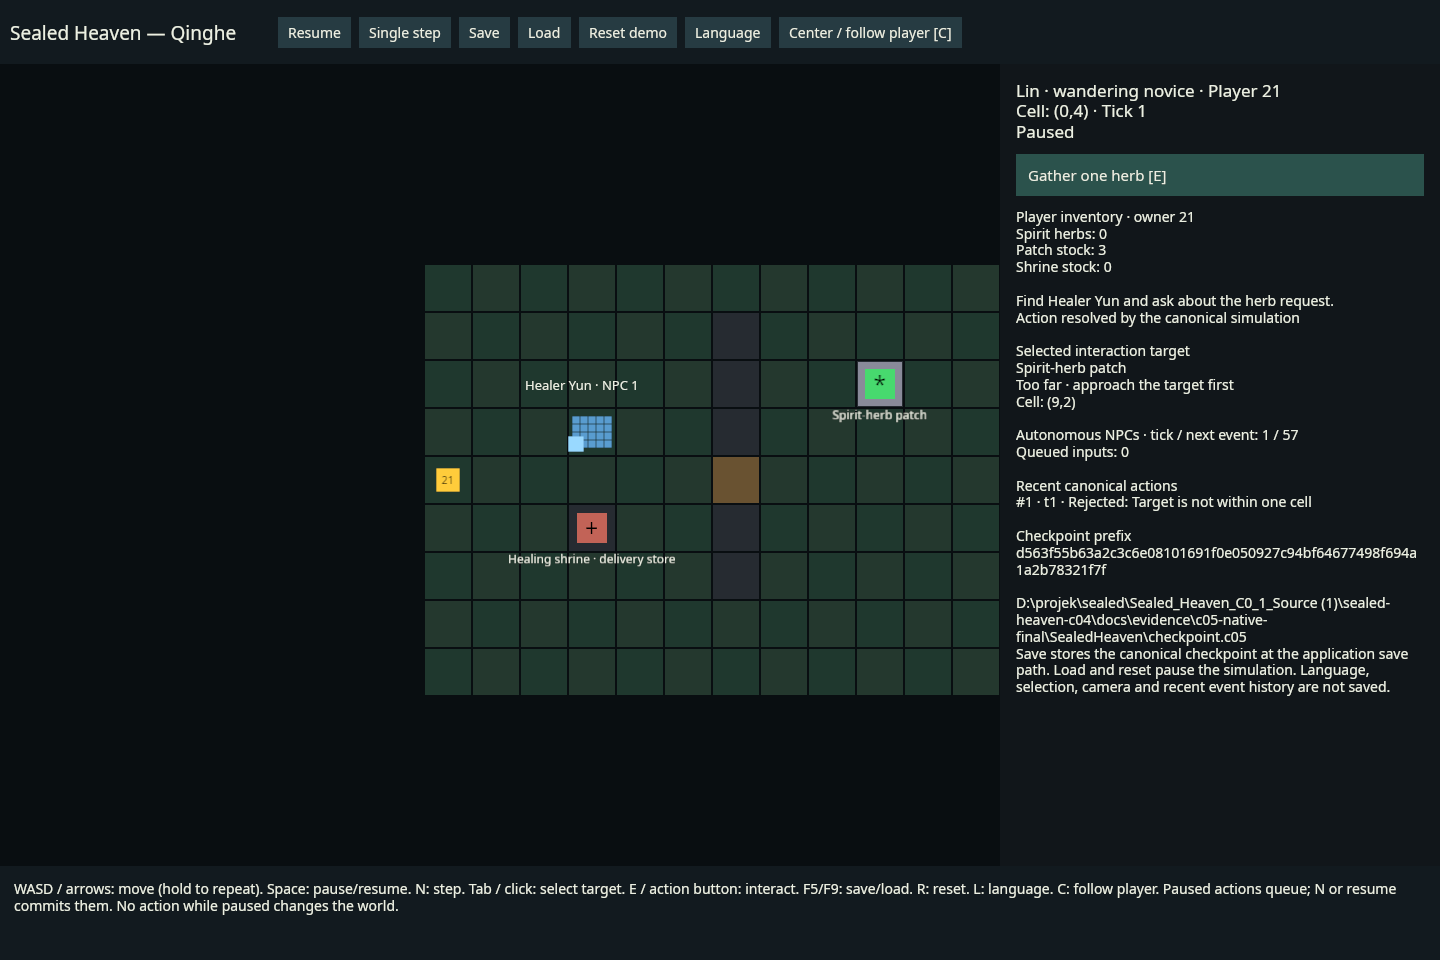 Sealed Heaven — Qinghe
Resume
Single step
Save
Load
Reset demo
Language
Center / follow player [C]
Lin · wandering novice · Player 21
Cell: (0,4) · Tick 1
Paused
Gather one herb [E]
Player inventory · owner 21
Spirit herbs: 0
Patch stock: 3
Shrine stock: 0
Find Healer Yun and ask about the herb request.
Action resolved by the canonical simulation
Selected interaction target
Spirit-herb patch
Too far · approach the target first
Cell: (9,2)
Autonomous NPCs · tick / next event: 1 / 57
Queued inputs: 0
Recent canonical actions
#1 · t1 · Rejected: Target is not within one cell
Checkpoint prefix
d563f55b63a2c3c6e08101691f0e050927c94bf64677498f694a
1a2b78321f7f
D:\projek\sealed\Sealed_Heaven_C0_1_Source (1)\sealed-
heaven-c04\docs\evidence\c05-native-
final\SealedHeaven\checkpoint.c05
Save stores the canonical checkpoint at the application save
path. Load and reset pause the simulation. Language,
selection, camera and recent event history are not saved.
Healer Yun · NPC 1
*
Spirit-herb patch
21
+
Healing shrine · delivery store
WASD / arrows: move (hold to repeat). Space: pause/resume. N: step. Tab / click: select target. E / action button: interact. F5/F9: save/load. R: reset. L: language. C: follow player. Paused actions queue; N or resume
commits them. No action while paused changes the world.